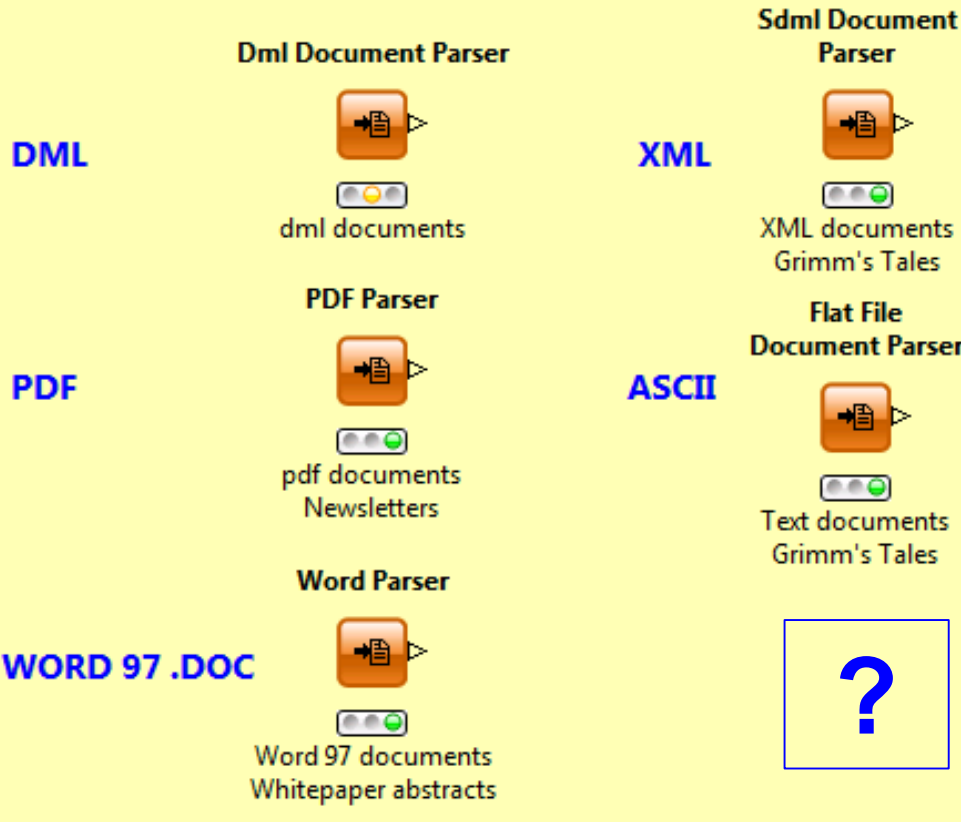 Dml Document Parser
DML
dml documents
Sdml Document
Parser
XML
XML documents
Grimm's Tales
PDF Parser
PDF
pdf documents
Newsletters
Flat File
Document Parser
ASCII
Text documents
Grimm's Tales
Word Parser
WORD 97 .DOC
Word 97 documents
Whitepaper abstracts
?